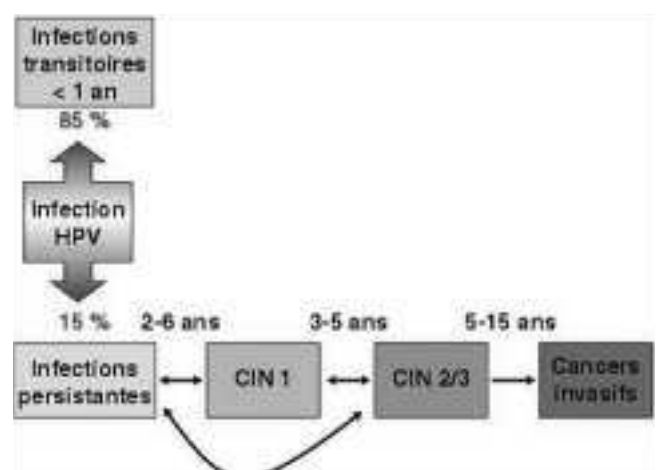 Infections
transitoires
< 1 an
85 %
Infection
HPV
15 % 2-6 ans 3-5 ans 5-15 ans
Infections
persistantes
CIN 1
CIN 2/3
Cancers
invasifs